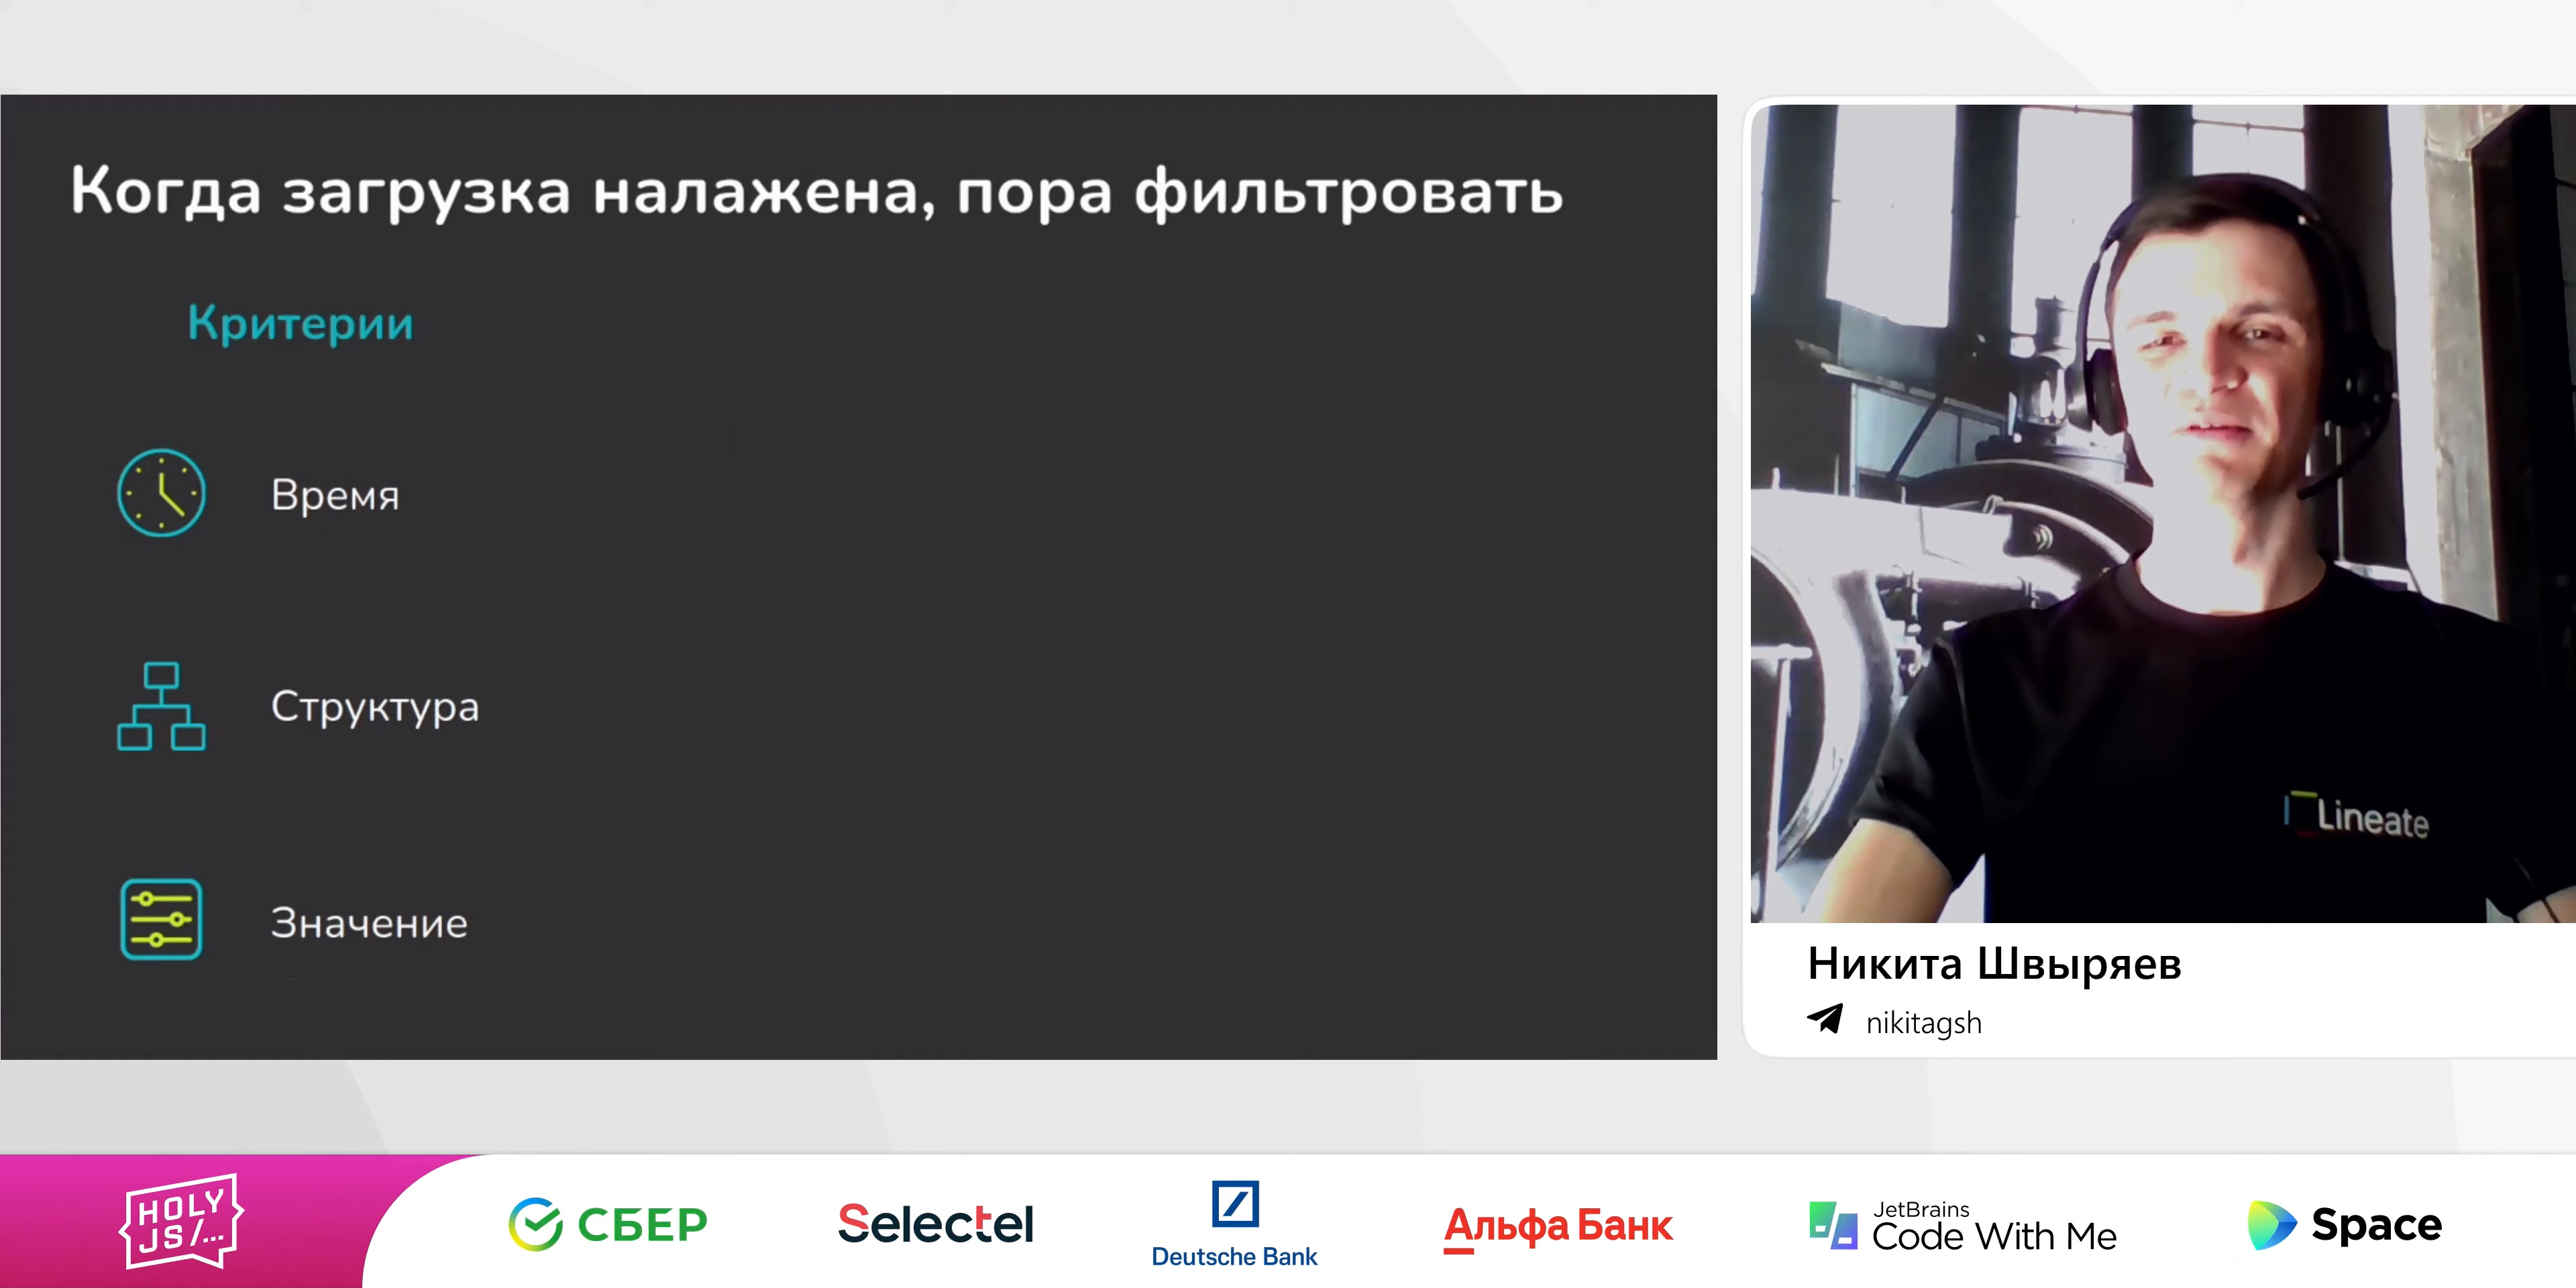 Когда загрузка налажена, пора фильтровать
Критерии
Время
Структура
Значение
Lineate
Никита Швыряев
nikitagsh
HOLY
JS/...
СБЕР
Selectel
Deutsche Bank
Альфа Банк
JetBrains
Code With Me
Space